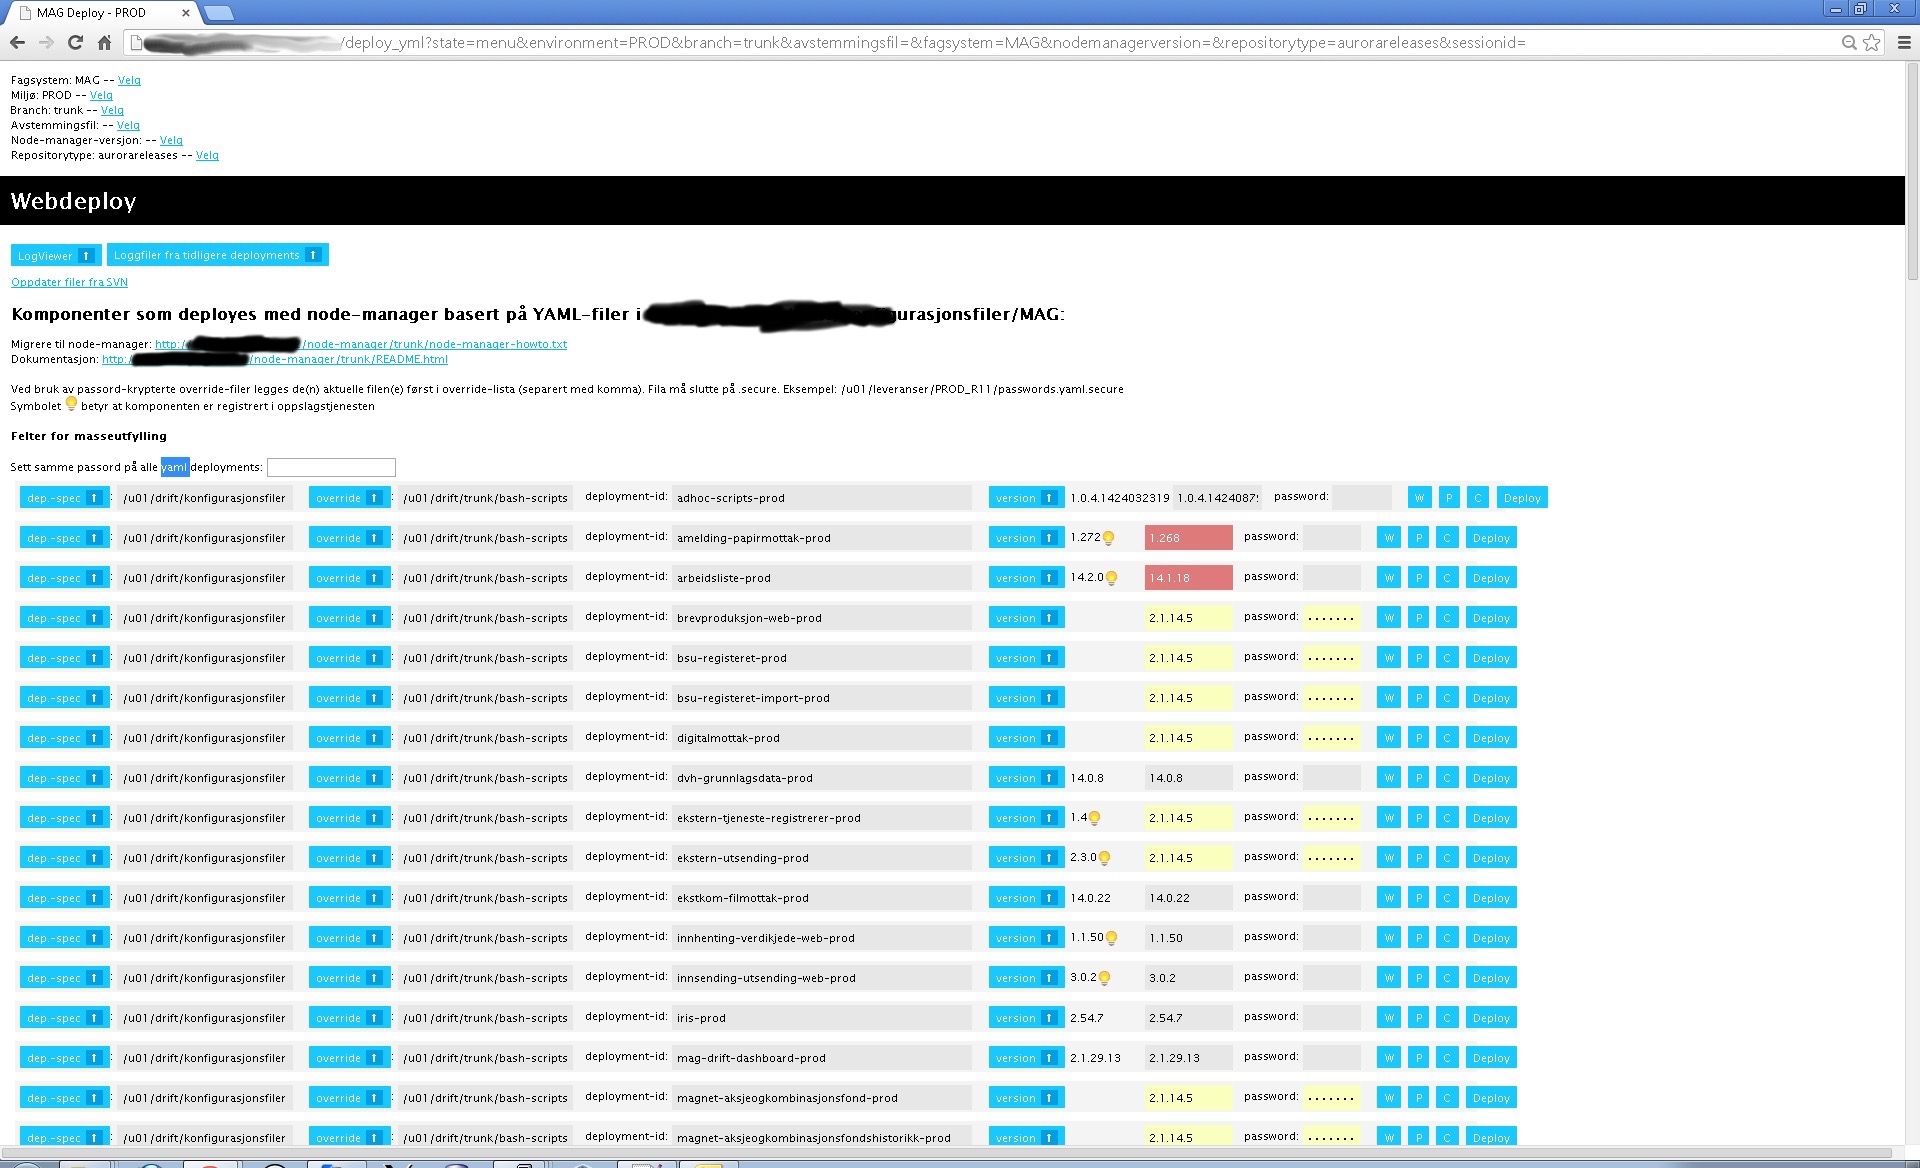 MAG Deploy - PROD
/deploy_yml?state=menu&environment=PROD&branch=trunk&avstemmingsfil=&fagsystem=MAG&nodemanagerversion=&repositorytype=aurorareleases&sessionid=
Fagsystem: MAG -- Velg
Miljø: PROD -- Velg
Branch: trunk -- Velg
Avstemmingsfil: -- Velg
Node-manager-versjon: -- Velg
Repositorytype: aurorareleases -- Velg
Webdeploy
LogViewer Loggfiler fra tidligere deployments
Oppdater filer fra SVN
Komponenter som deployes med node-manager basert på YAML-filer i gurasjonsfiler/MAG:
Migrere til node-manager: http:/ /node-manager/trunk/node-manager-howto.txt
Dokumentasjon: http: /node-manager/trunk/README.html
Ved bruk av passord-krypterte override-filer legges de(n) aktuelle filen(e) først i override-lista (separert med komma). Fila må slutte på .secure. Eksempel: /u01/leveranser/PROD_R11/passwords.yaml.secure
Symbolet betyr at komponenten er registrert i oppslagstjenesten
Felter for masseutfylling
Sett samme passord på alle yaml deployments:
dep.-spec : /u01/drift/konfigurasjonsfiler override : /u01/drift/trunk/bash-scripts deployment-id: adhoc-scripts-prod version 1.0.4.1424032319 1.0.4.1424087 password: W P C Deploy
dep.-spec : /u01/drift/konfigurasjonsfiler override : /u01/drift/trunk/bash-scripts deployment-id: amelding-papirmottak-prod version 1.272 1.268 password: W P C Deploy
dep.-spec : /u01/drift/konfigurasjonsfiler override : /u01/drift/trunk/bash-scripts deployment-id: arbeidsliste-prod version 14.2.0 14.1.18 password: W P C Deploy
dep.-spec : /u01/drift/konfigurasjonsfiler override : /u01/drift/trunk/bash-scripts deployment-id: brevproduksjon-web-prod version 2.1.14.5 password: ....... W P C Deploy
dep.-spec : /u01/drift/konfigurasjonsfiler override : /u01/drift/trunk/bash-scripts deployment-id: bsu-registeret-prod version 2.1.14.5 password: ....... W P C Deploy
dep.-spec : /u01/drift/konfigurasjonsfiler override : /u01/drift/trunk/bash-scripts deployment-id: bsu-registeret-import-prod version 2.1.14.5 password: ....... W P C Deploy
dep.-spec : /u01/drift/konfigurasjonsfiler override : /u01/drift/trunk/bash-scripts deployment-id: digitalmottak-prod version 2.1.14.5 password: ....... W P C Deploy
dep.-spec : /u01/drift/konfigurasjonsfiler override : /u01/drift/trunk/bash-scripts deployment-id: dvh-grunnlagsdata-prod version 14.0.8 14.0.8 password: W P C Deploy
dep.-spec : /u01/drift/konfigurasjonsfiler override : /u01/drift/trunk/bash-scripts deployment-id: ekstern-tjeneste-registrerer-prod version 1.4 2.1.14.5 password: ....... W P C Deploy
dep.-spec : /u01/drift/konfigurasjonsfiler override : /u01/drift/trunk/bash-scripts deployment-id: ekstern-utsending-prod version 2.3.0 2.1.14.5 password: ....... W P C Deploy
dep.-spec : /u01/drift/konfigurasjonsfiler override : /u01/drift/trunk/bash-scripts deployment-id: ekstkom-filmottak-prod version 14.0.22 14.0.22 password: W P C Deploy
dep.-spec : /u01/drift/konfigurasjonsfiler override : /u01/drift/trunk/bash-scripts deployment-id: innhenting-verdikjede-web-prod version 1.1.50 1.1.50 password: W P C Deploy
dep.-spec : /u01/drift/konfigurasjonsfiler override : /u01/drift/trunk/bash-scripts deployment-id: innsending-utsending-web-prod version 3.0.2 3.0.2 password: W P C Deploy
dep.-spec : /u01/drift/konfigurasjonsfiler override : /u01/drift/trunk/bash-scripts deployment-id: iris-prod version 2.54.7 2.54.7 password: W P C Deploy
dep.-spec : /u01/drift/konfigurasjonsfiler override : /u01/drift/trunk/bash-scripts deployment-id: mag-drift-dashboard-prod version 2.1.29.13 2.1.29.13 password: W P C Deploy
dep.-spec : /u01/drift/konfigurasjonsfiler override : /u01/drift/trunk/bash-scripts deployment-id: magnet-aksjeogkombinasjonsfond-prod version 2.1.14.5 password: ....... W P C Deploy
dep.-spec : /u01/drift/konfigurasjonsfiler override : /u01/drift/trunk/bash-scripts deployment-id: magnet-aksjeogkombinasjonsfondshistorikk-prod version 2.1.14.5 password: ....... W P C Deploy